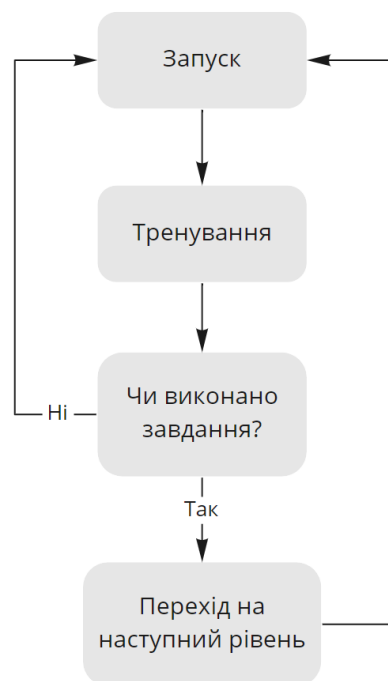 Запуск
Тренування
Чи виконано
завдання?
Ні
Так
Перехід на
наступний рівень